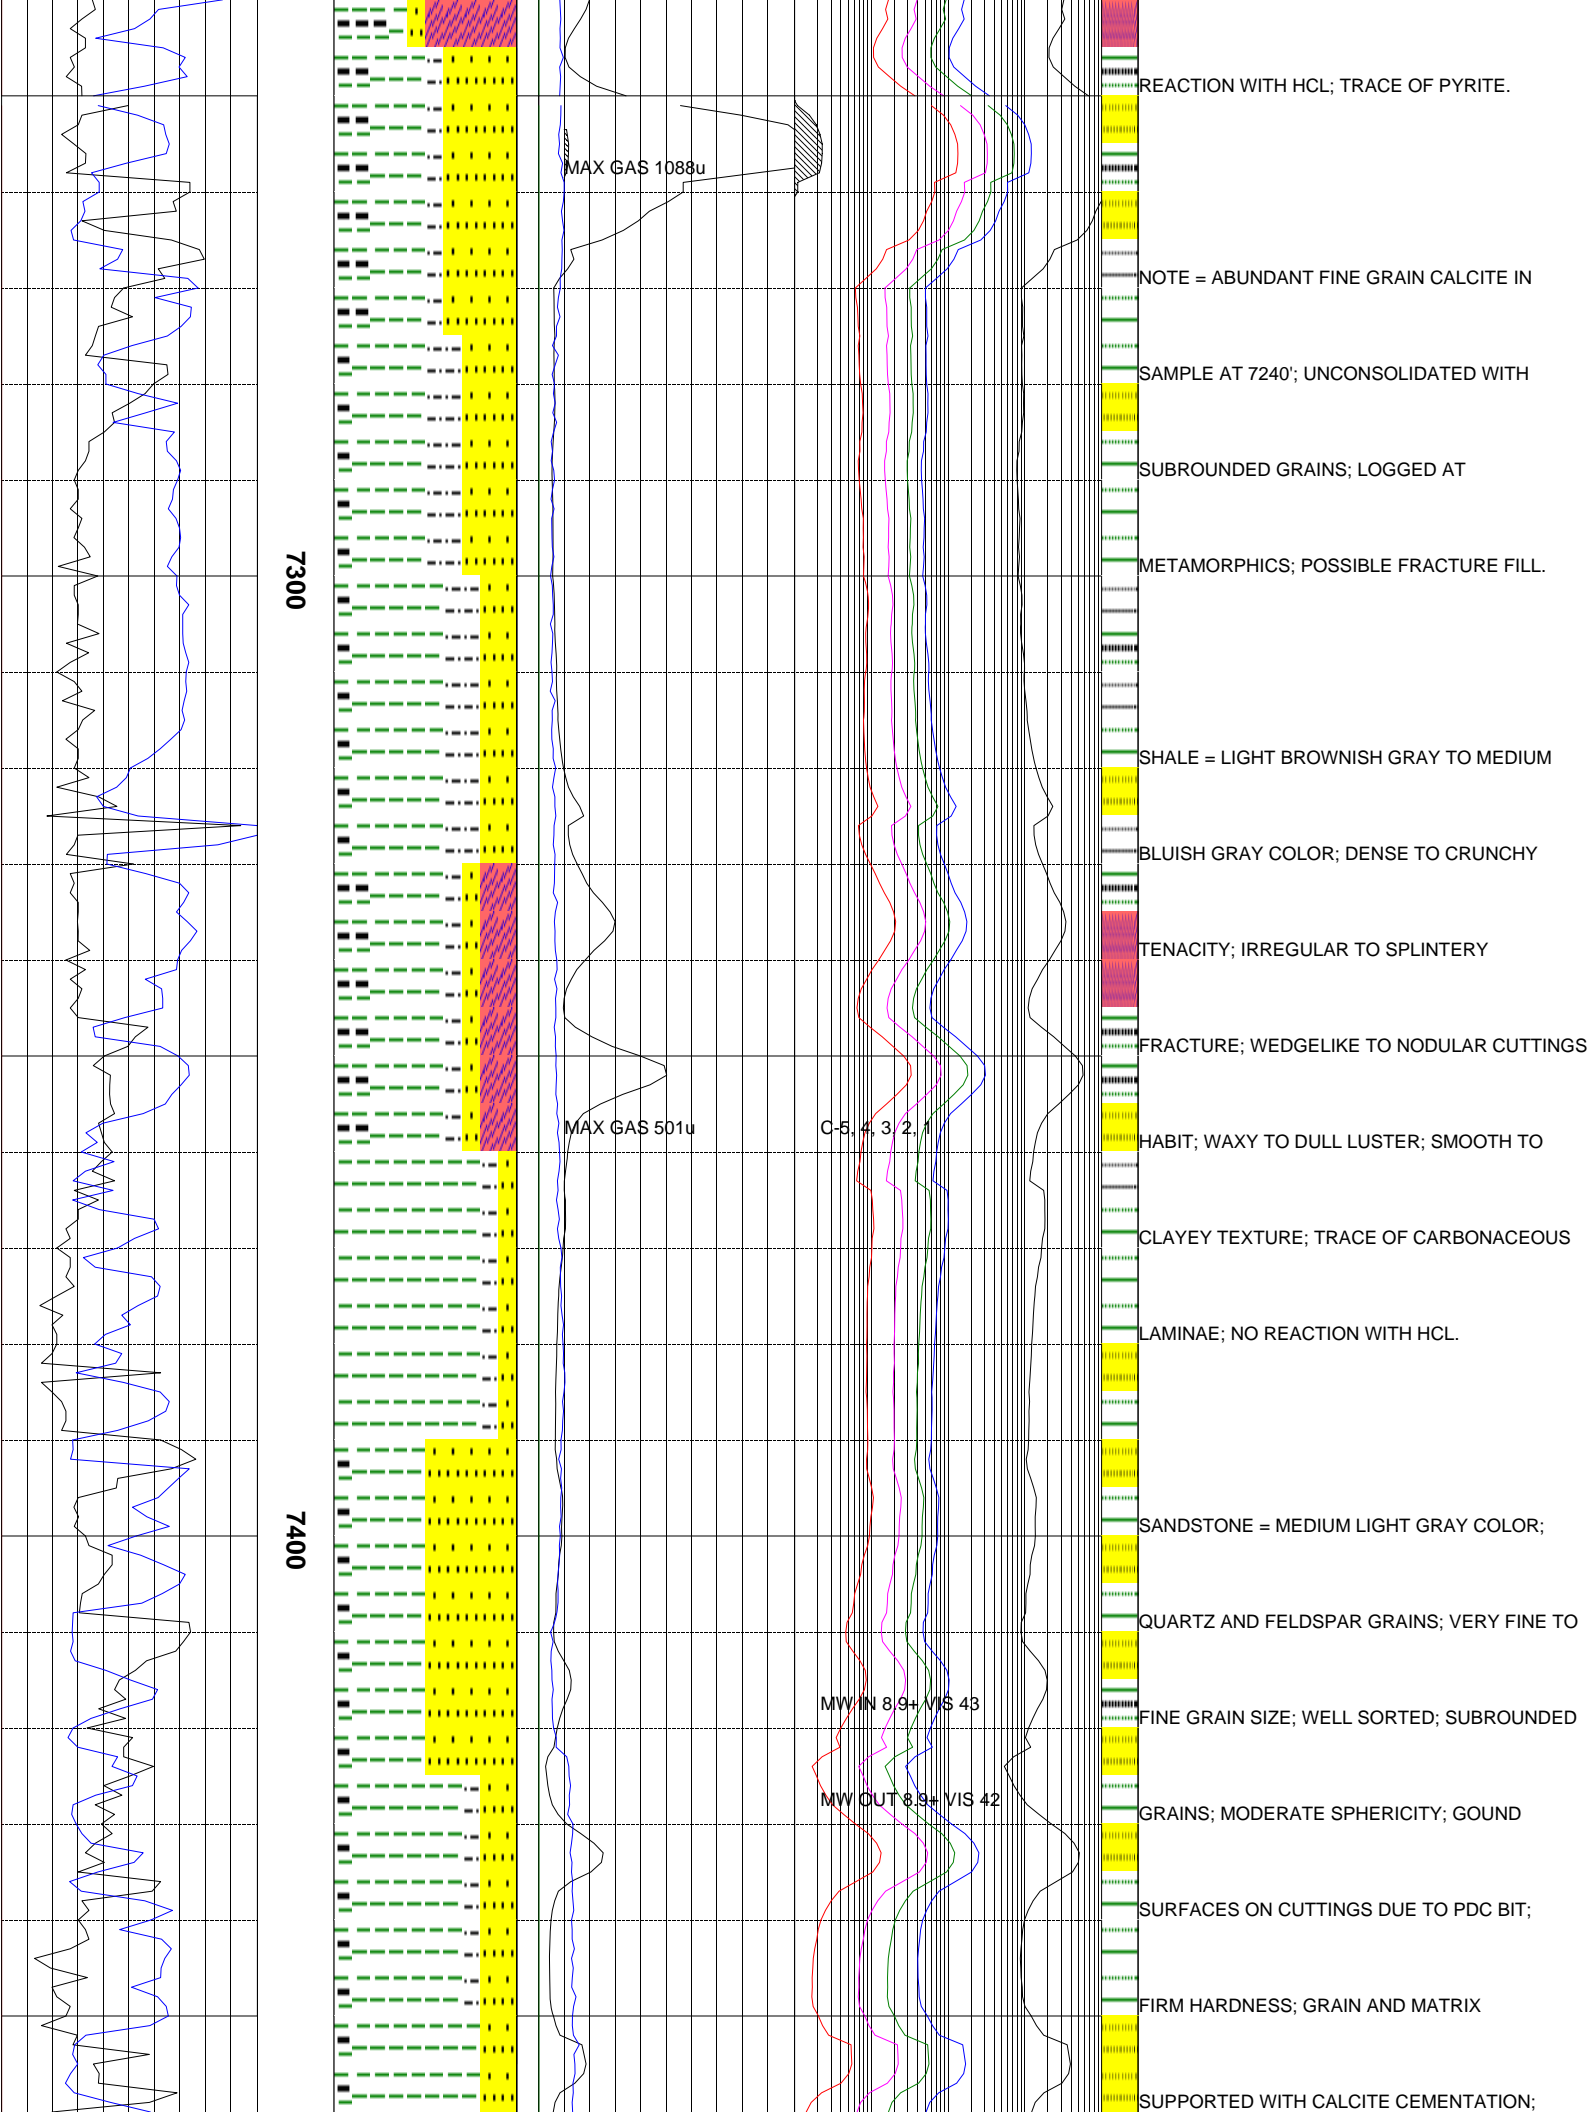 REACTION WITH HCL; TRACE OF PYRITE.
MAX GAS 1088u
NOTE = ABUNDANT FINE GRAIN CALCITE IN
SAMPLE AT 7240'; UNCONSOLIDATED WITH
SUBROUNDED GRAINS; LOGGED AT
7300
METAMORPHICS; POSSIBLE FRACTURE FILL.
SHALE = LIGHT BROWNISH GRAY TO MEDIUM
BLUISH GRAY COLOR; DENSE TO CRUNCHY
TENACITY; IRREGULAR TO SPLINTERY
FRACTURE; WEDGELIKE TO NODULAR CUTTINGS
MAX GAS 501u
C-5, 4, 3, 2, 1
HABIT; WAXY TO DULL LUSTER; SMOOTH TO
CLAYEY TEXTURE; TRACE OF CARBONACEOUS
LAMINAE; NO REACTION WITH HCL.
7400
SANDSTONE = MEDIUM LIGHT GRAY COLOR;
QUARTZ AND FELDSPAR GRAINS; VERY FINE TO
MW IN 8.9+ VIS 43
FINE GRAIN SIZE; WELL SORTED; SUBROUNDED
MW OUT 8.9+ VIS 42
GRAINS; MODERATE SPHERICITY; GOUND
SURFACES ON CUTTINGS DUE TO PDC BIT;
FIRM HARDNESS; GRAIN AND MATRIX
SUPPORTED WITH CALCITE CEMENTATION;